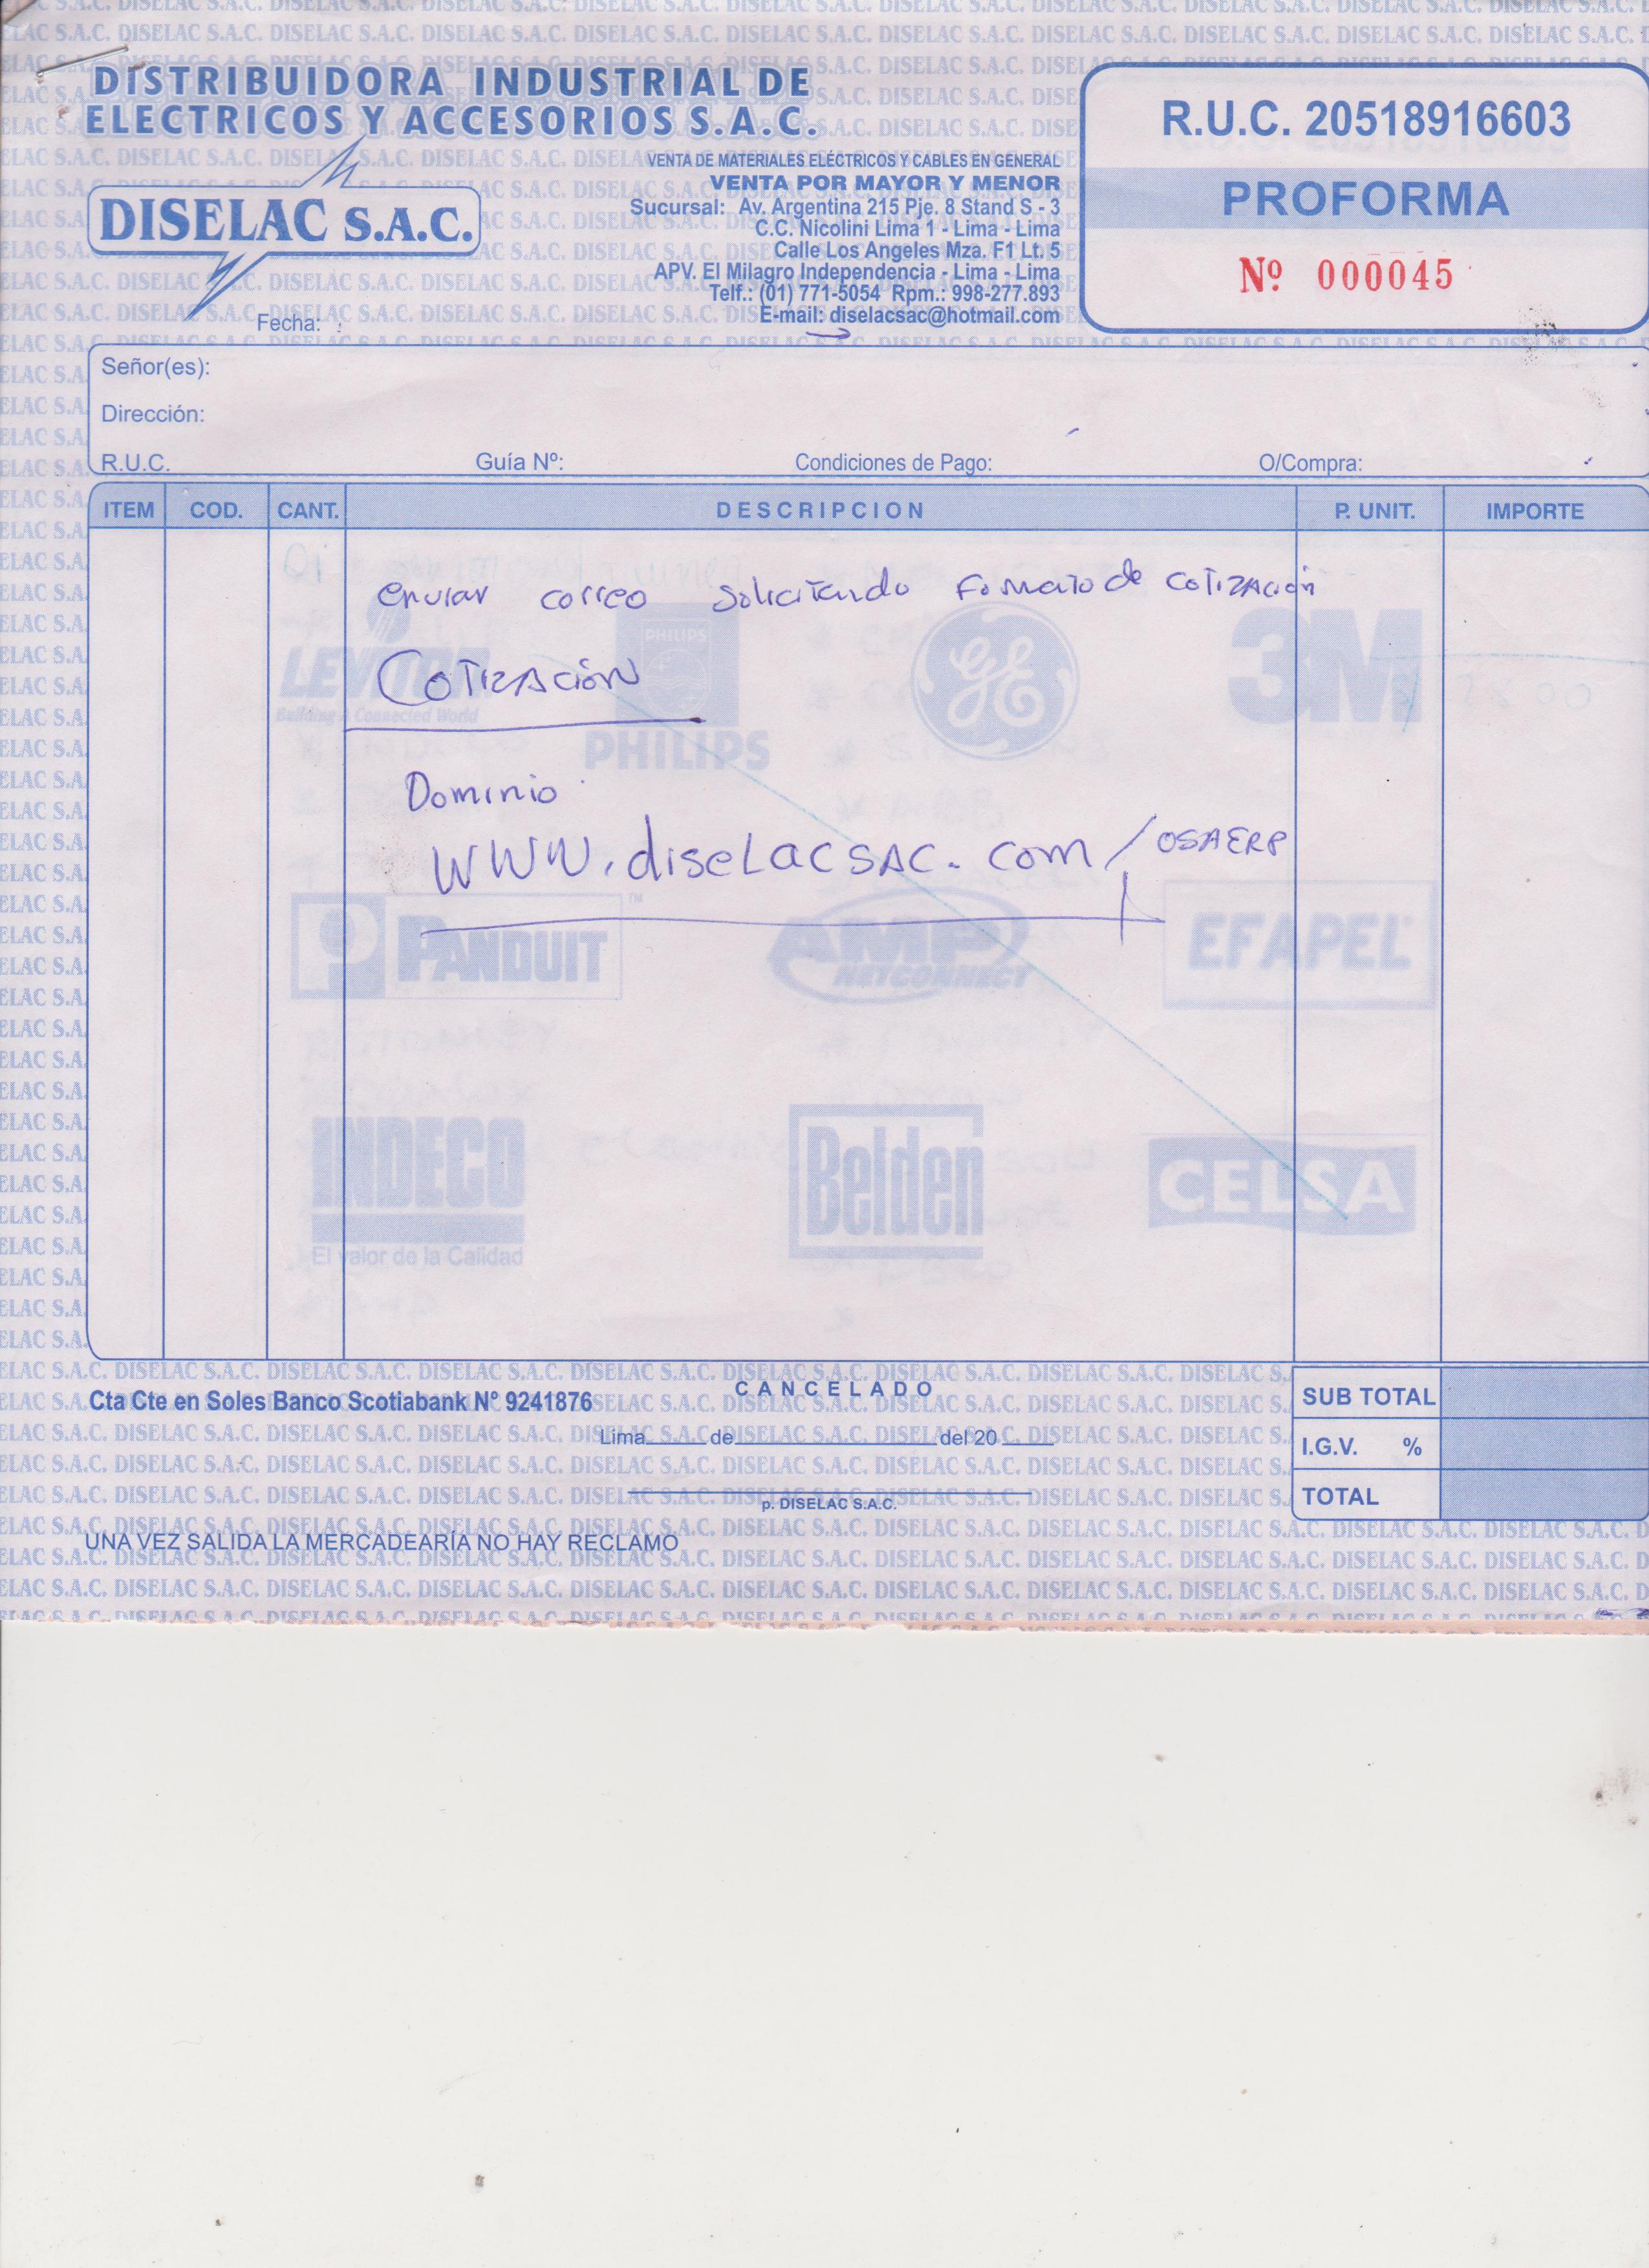 DISTRIBUIDORA INDUSTRIAL DE
ELECTRICOS Y ACCESORIOS S.A.C.
DISELAC S.A.C.
VENTA DE MATERIALES ELÉCTRICOS Y CABLES EN GENERAL
VENTA POR MAYOR Y MENOR
Sucursal: Av. Argentina 215 Pje. 8 Stand S - 3
C.C. Nicolini Lima 1 - Lima - Lima
Calle Los Angeles Mza. F1 Lt. 5
APV. El Milagro Independencia - Lima - Lima
Telf.: (01) 771-5054 Rpm.: 998-277.893
E-mail: diselacsac@hotmail.com
R.U.C. 20518916603
PROFORMA
Nº 000045
Fecha:
Señor(es):
Dirección:
R.U.C. Guía Nº: Condiciones de Pago: O/Compra:
ITEM COD. CANT. DESCRIPCION P. UNIT. IMPORTE
enviar correo solicitando formato de cotización
COTIZACIÓN
Dominio
WWW.diselacSAC.com/OSAERP
LEVITON
Building A Connected World
PHILIPS
PHILIPS
GE
3M
PANDUIT
AMP
NETCONNECT
EFAPEL
INDECO
El valor de la Calidad
Belden
CELSA
Cta Cte en Soles Banco Scotiabank Nº 9241876
CANCELADO
Lima de del 20
p. DISELAC S.A.C.
SUB TOTAL
I.G.V. %
TOTAL
UNA VEZ SALIDA LA MERCADEARÍA NO HAY RECLAMO